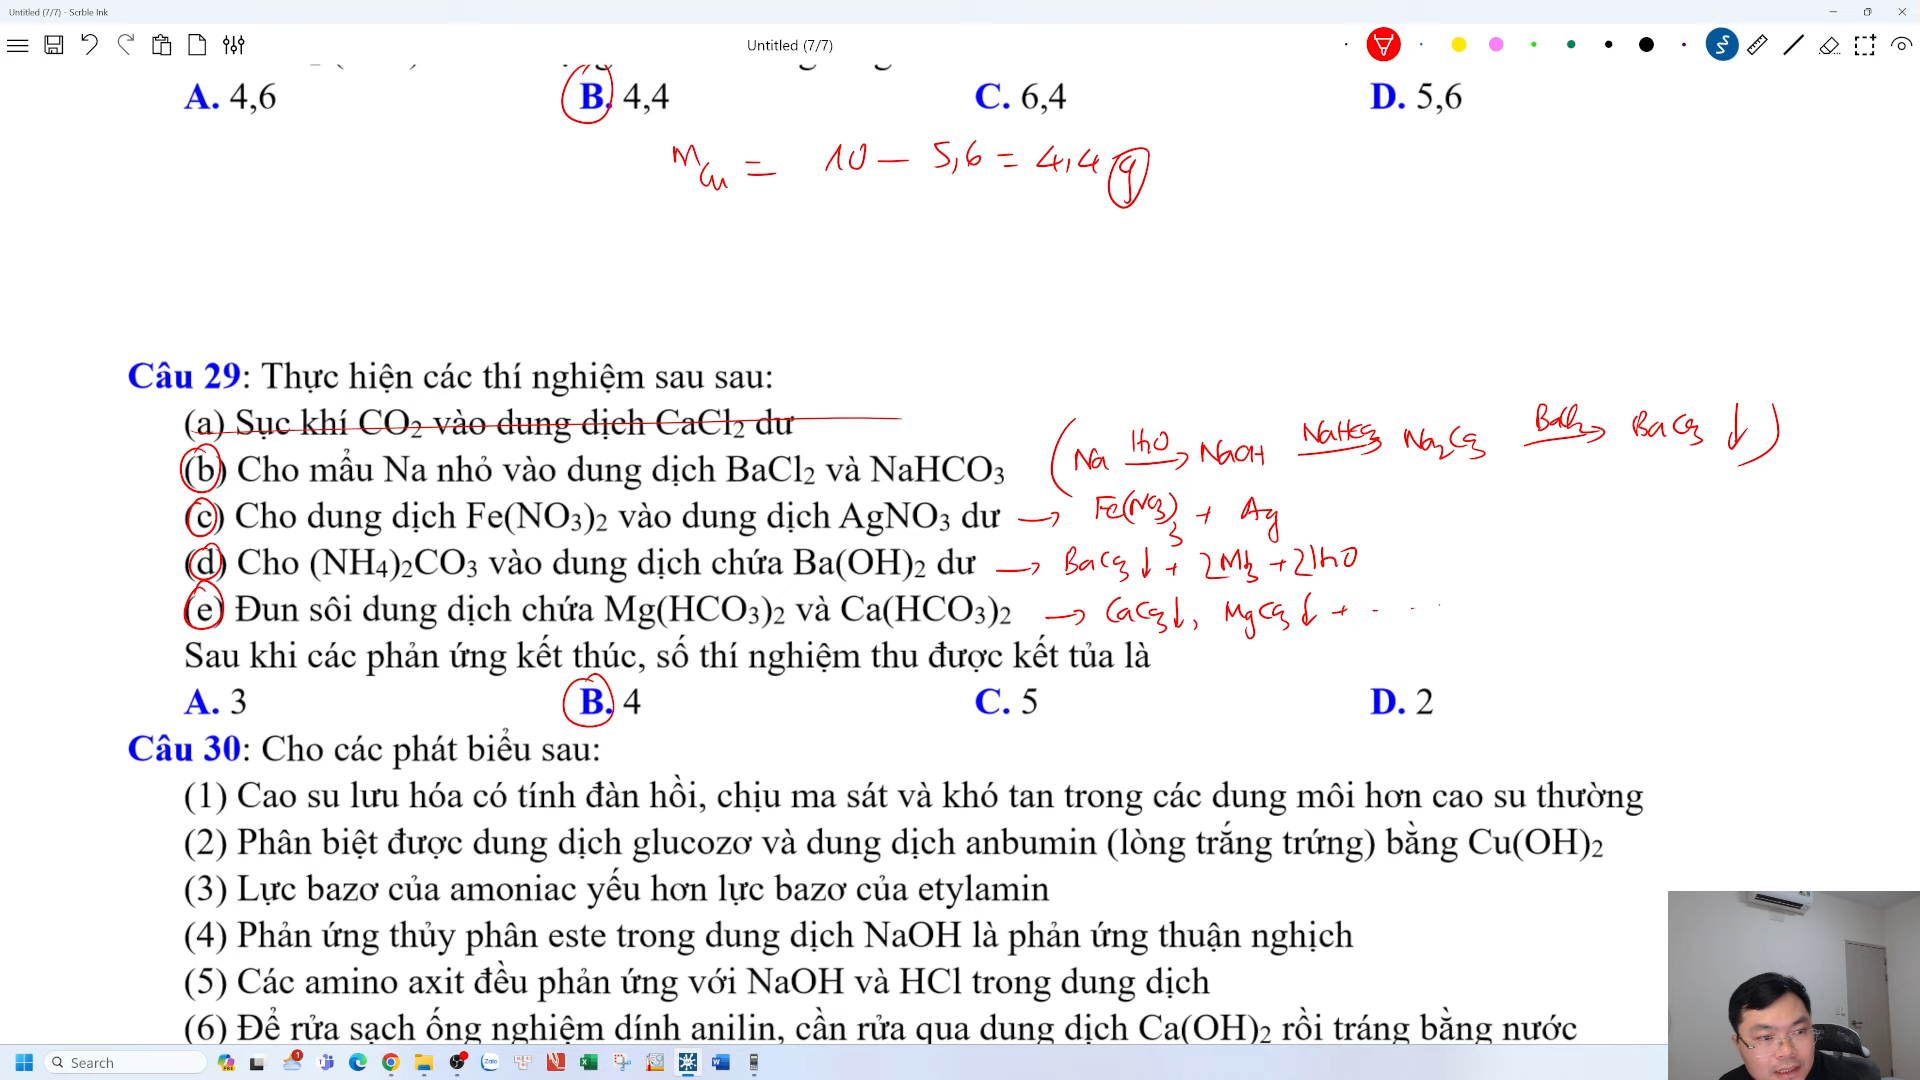 Untitled (7/7) - Scrble Ink
Untitled (7/7)
A. 4,6 B. 4,4 C. 6,4 D. 5,6
m Cu = 10 - 5,6 = 4,4 g
Câu 29: Thực hiện các thí nghiệm sau sau:
(a) Sục khí CO2 vào dung dịch CaCl2 dư
(b) Cho mẩu Na nhỏ vào dung dịch BaCl2 và NaHCO3 (Na H2O→ NaOH NaHCO3→ Na2CO3 BaCl2→ BaCO3 ↓)
(c) Cho dung dịch Fe(NO3)2 vào dung dịch AgNO3 dư → Fe(NO3)3 + Ag
(d) Cho (NH4)2CO3 vào dung dịch chứa Ba(OH)2 dư → BaCO3 ↓ + 2NH3 + 2H2O
(e) Đun sôi dung dịch chứa Mg(HCO3)2 và Ca(HCO3)2 → CaCO3 ↓, MgCO3 ↓ + ...
Sau khi các phản ứng kết thúc, số thí nghiệm thu được kết tủa là
A. 3 B. 4 C. 5 D. 2
Câu 30: Cho các phát biểu sau:
(1) Cao su lưu hóa có tính đàn hồi, chịu ma sát và khó tan trong các dung môi hơn cao su thường
(2) Phân biệt được dung dịch glucozơ và dung dịch anbumin (lòng trắng trứng) bằng Cu(OH)2
(3) Lực bazơ của amoniac yếu hơn lực bazơ của etylamin
(4) Phản ứng thủy phân este trong dung dịch NaOH là phản ứng thuận nghịch
(5) Các amino axit đều phản ứng với NaOH và HCl trong dung dịch
(6) Để rửa sạch ống nghiệm dính anilin, cần rửa qua dung dịch Ca(OH)2 rồi tráng bằng nước
Search